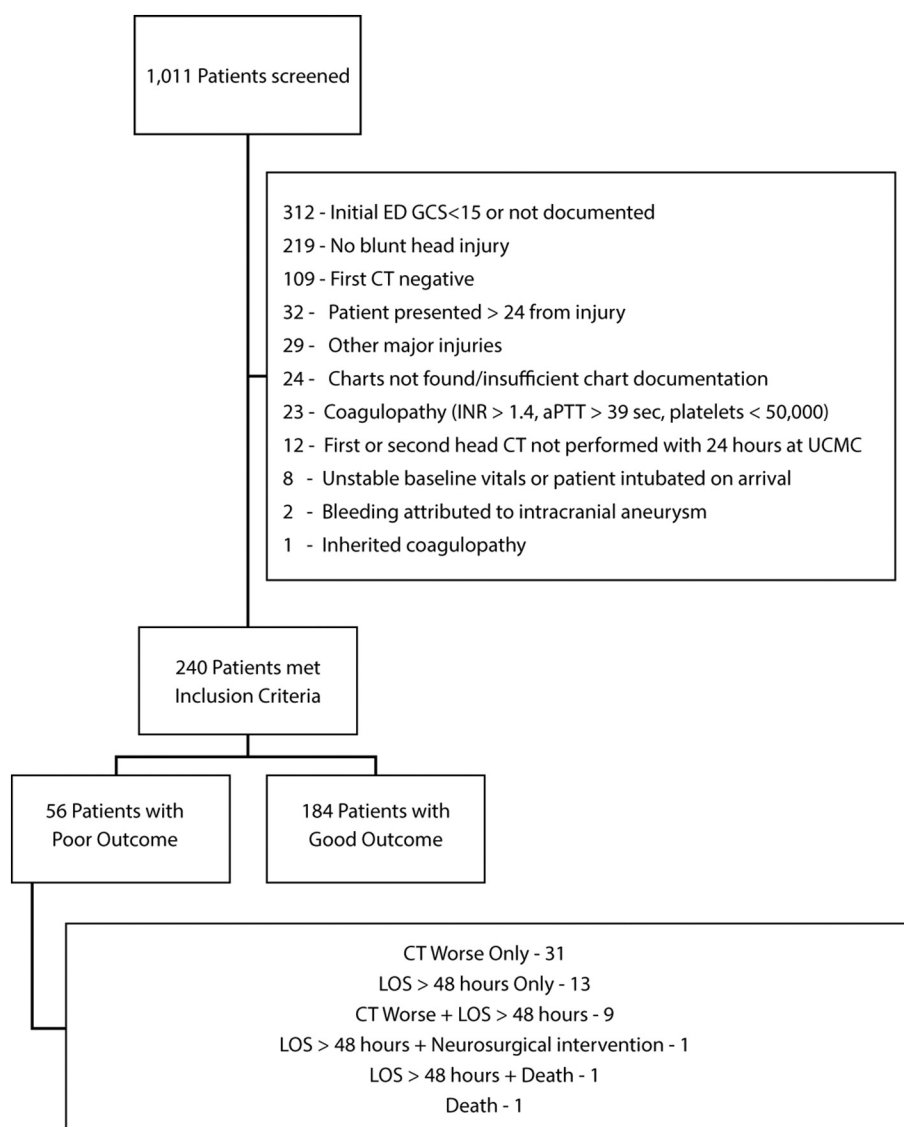 1,011 Patients screened
312 - Initial ED GCS<15 or not documented
219 - No blunt head injury
109 - First CT negative
32 - Patient presented > 24 from injury
29 - Other major injuries
24 - Charts not found/insufficient chart documentation
23 - Coagulopathy (INR > 1.4, aPTT > 39 sec, platelets < 50,000)
12 - First or second head CT not performed with 24 hours at UCMC
8 - Unstable baseline vitals or patient intubated on arrival
2 - Bleeding attributed to intracranial aneurysm
1 - Inherited coagulopathy
240 Patients met
Inclusion Criteria
56 Patients with
Poor Outcome
184 Patients with
Good Outcome
CT Worse Only - 31
LOS > 48 hours Only - 13
CT Worse + LOS > 48 hours - 9
LOS > 48 hours + Neurosurgical intervention - 1
LOS > 48 hours + Death - 1
Death - 1